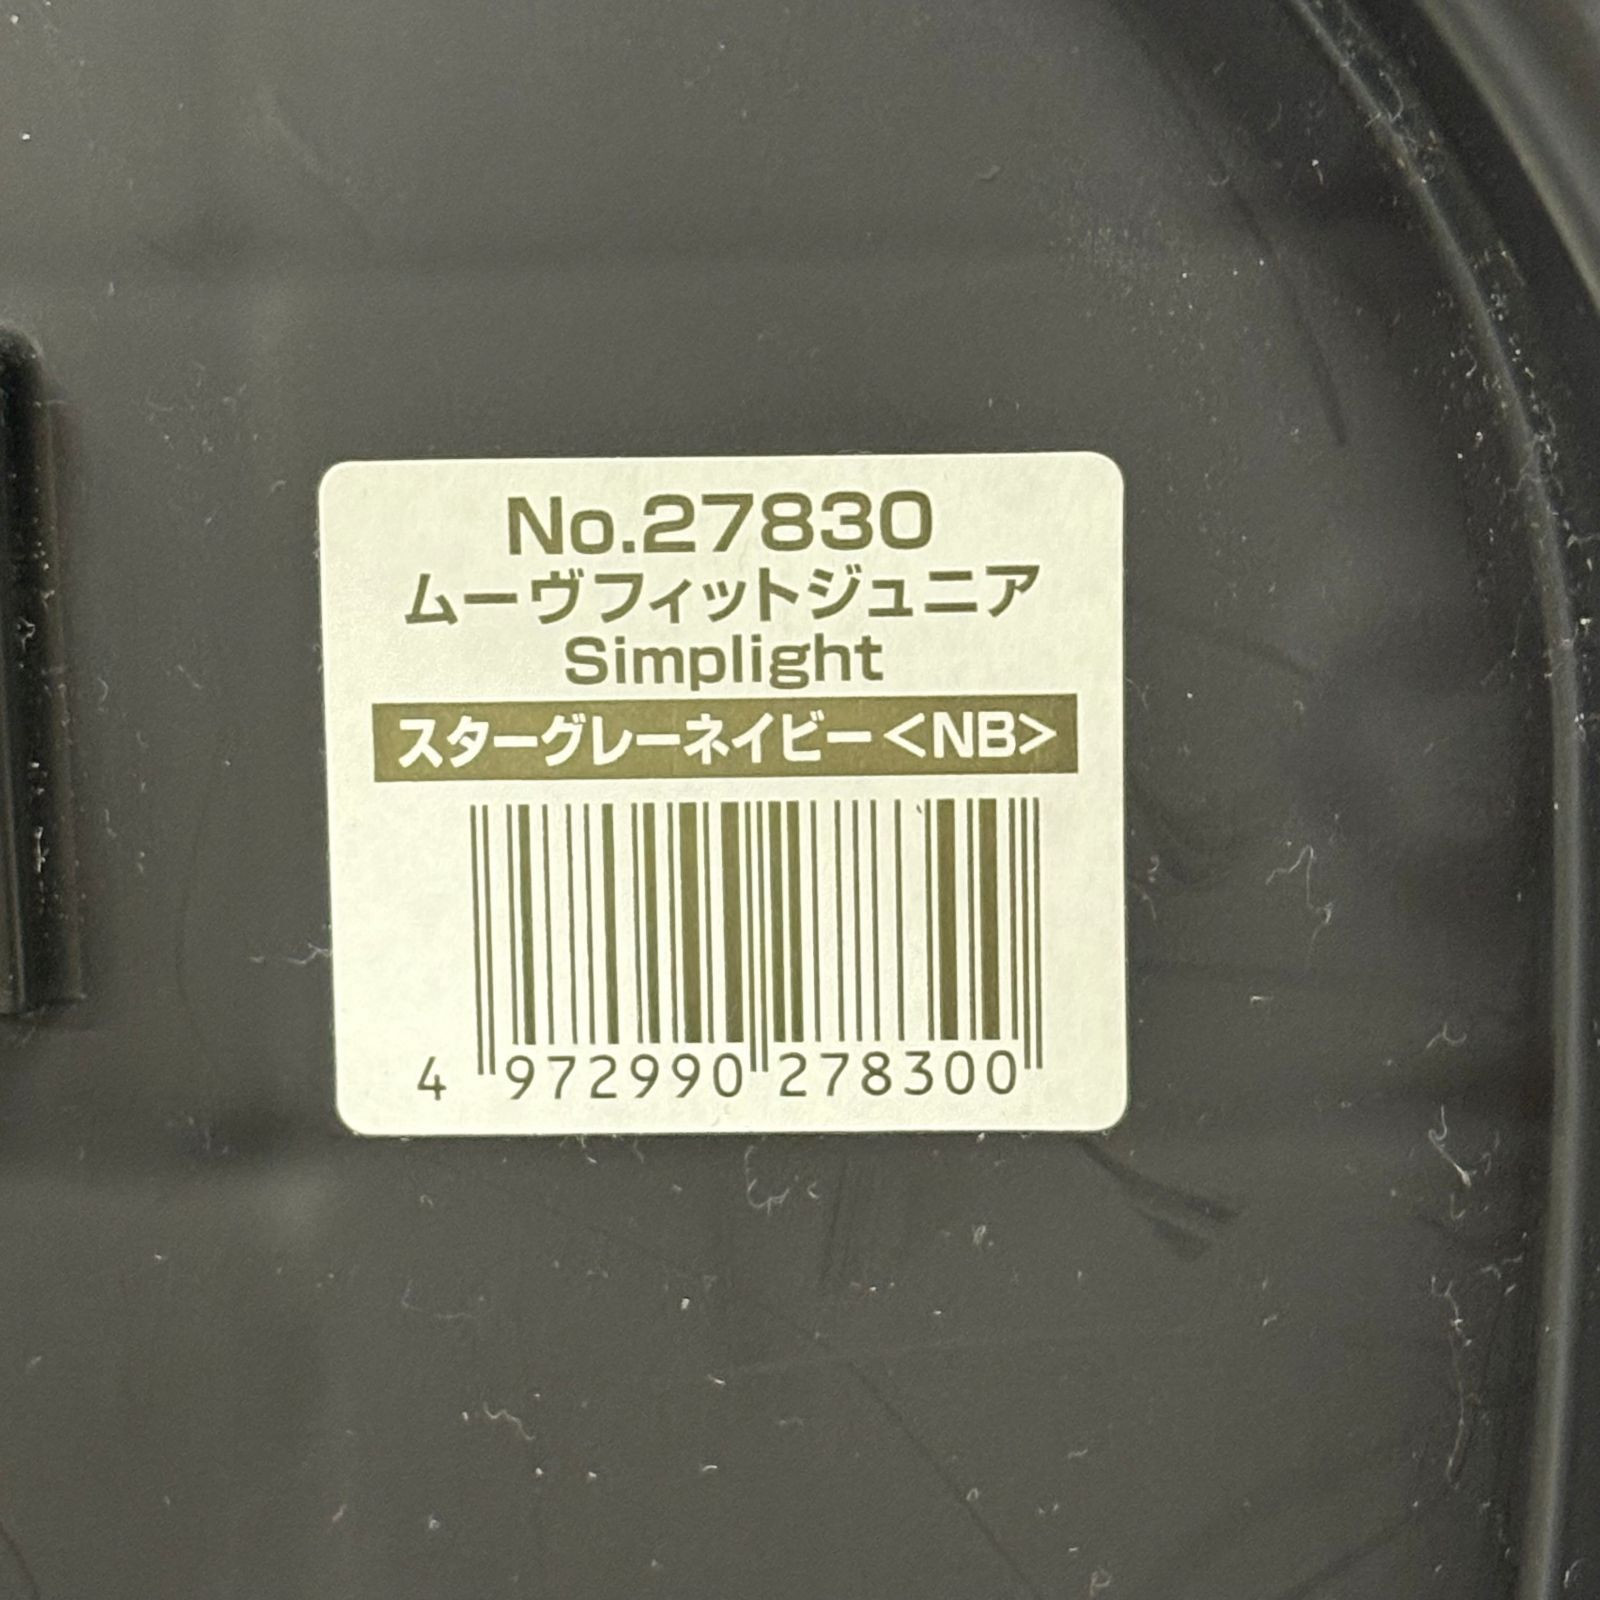 No.27830
ムーヴフィットジュニア
Simplight
スターグレーネイビー<NB>
4 972990 278300